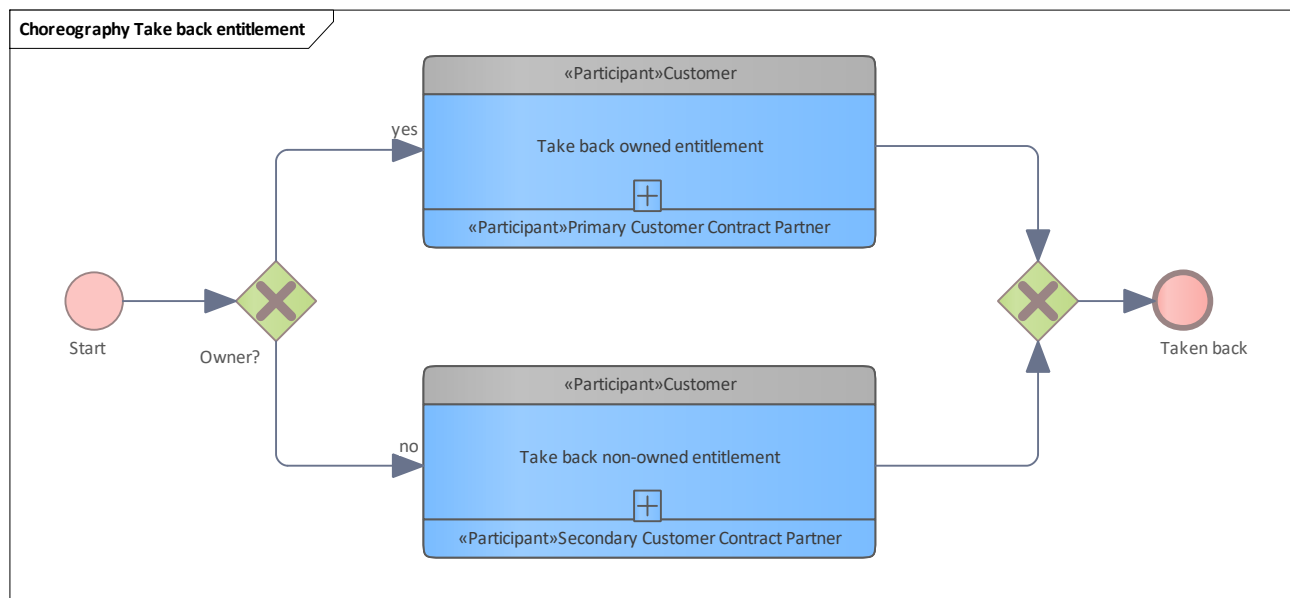 Choreography Take back entitlement
«Participant»Customer
yes
Take back owned entitlement
«Participant»Primary Customer Contract Partner
Start
Owner?
Taken back
«Participant»Customer
no
Take back non-owned entitlement
«Participant»Secondary Customer Contract Partner